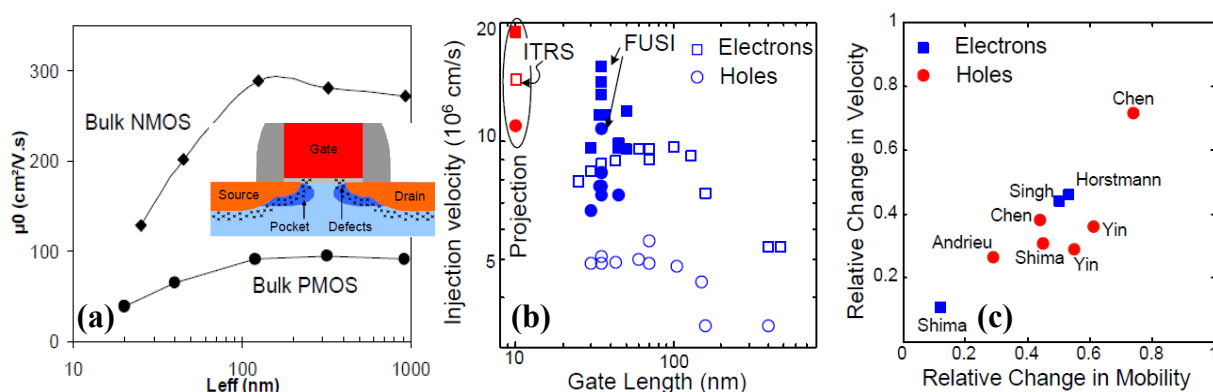 300
200
100
0
10
100
1000
µ0 (cm²/V.s)
Leff (nm)
Bulk NMOS
Bulk PMOS
Gate
Source
Drain
Pocket
Defects
(a)
Injection velocity (10⁶ cm/s)
20
10
5
10
100
Gate Length (nm)
ITRS
FUSI
Electrons
Holes
Projection
(b)
Relative Change in Velocity
1
0.8
0.6
0.4
0.2
0
0.2
0.4
0.6
0.8
1
Relative Change in Mobility
Electrons
Holes
Chen
Singh
Horstmann
Chen
Yin
Andrieu
Shima
Yin
Shima
(c)